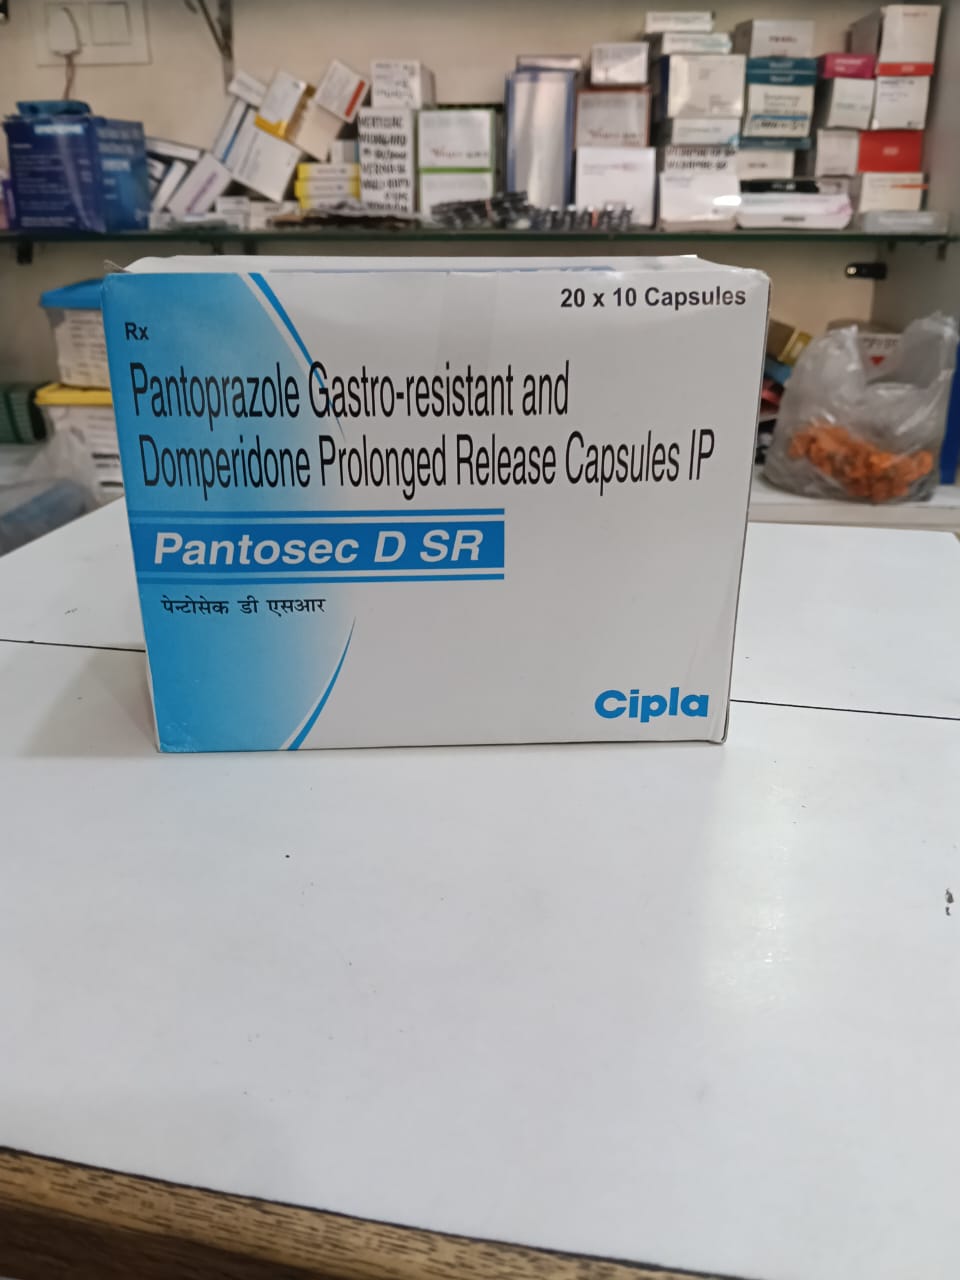 20 x 10 Capsules
Rx
Pantoprazole Gastro-resistant and
Domperidone Prolonged Release Capsules IP
Pantosec D SR
पेन्टोसेक डी एसआर
Cipla